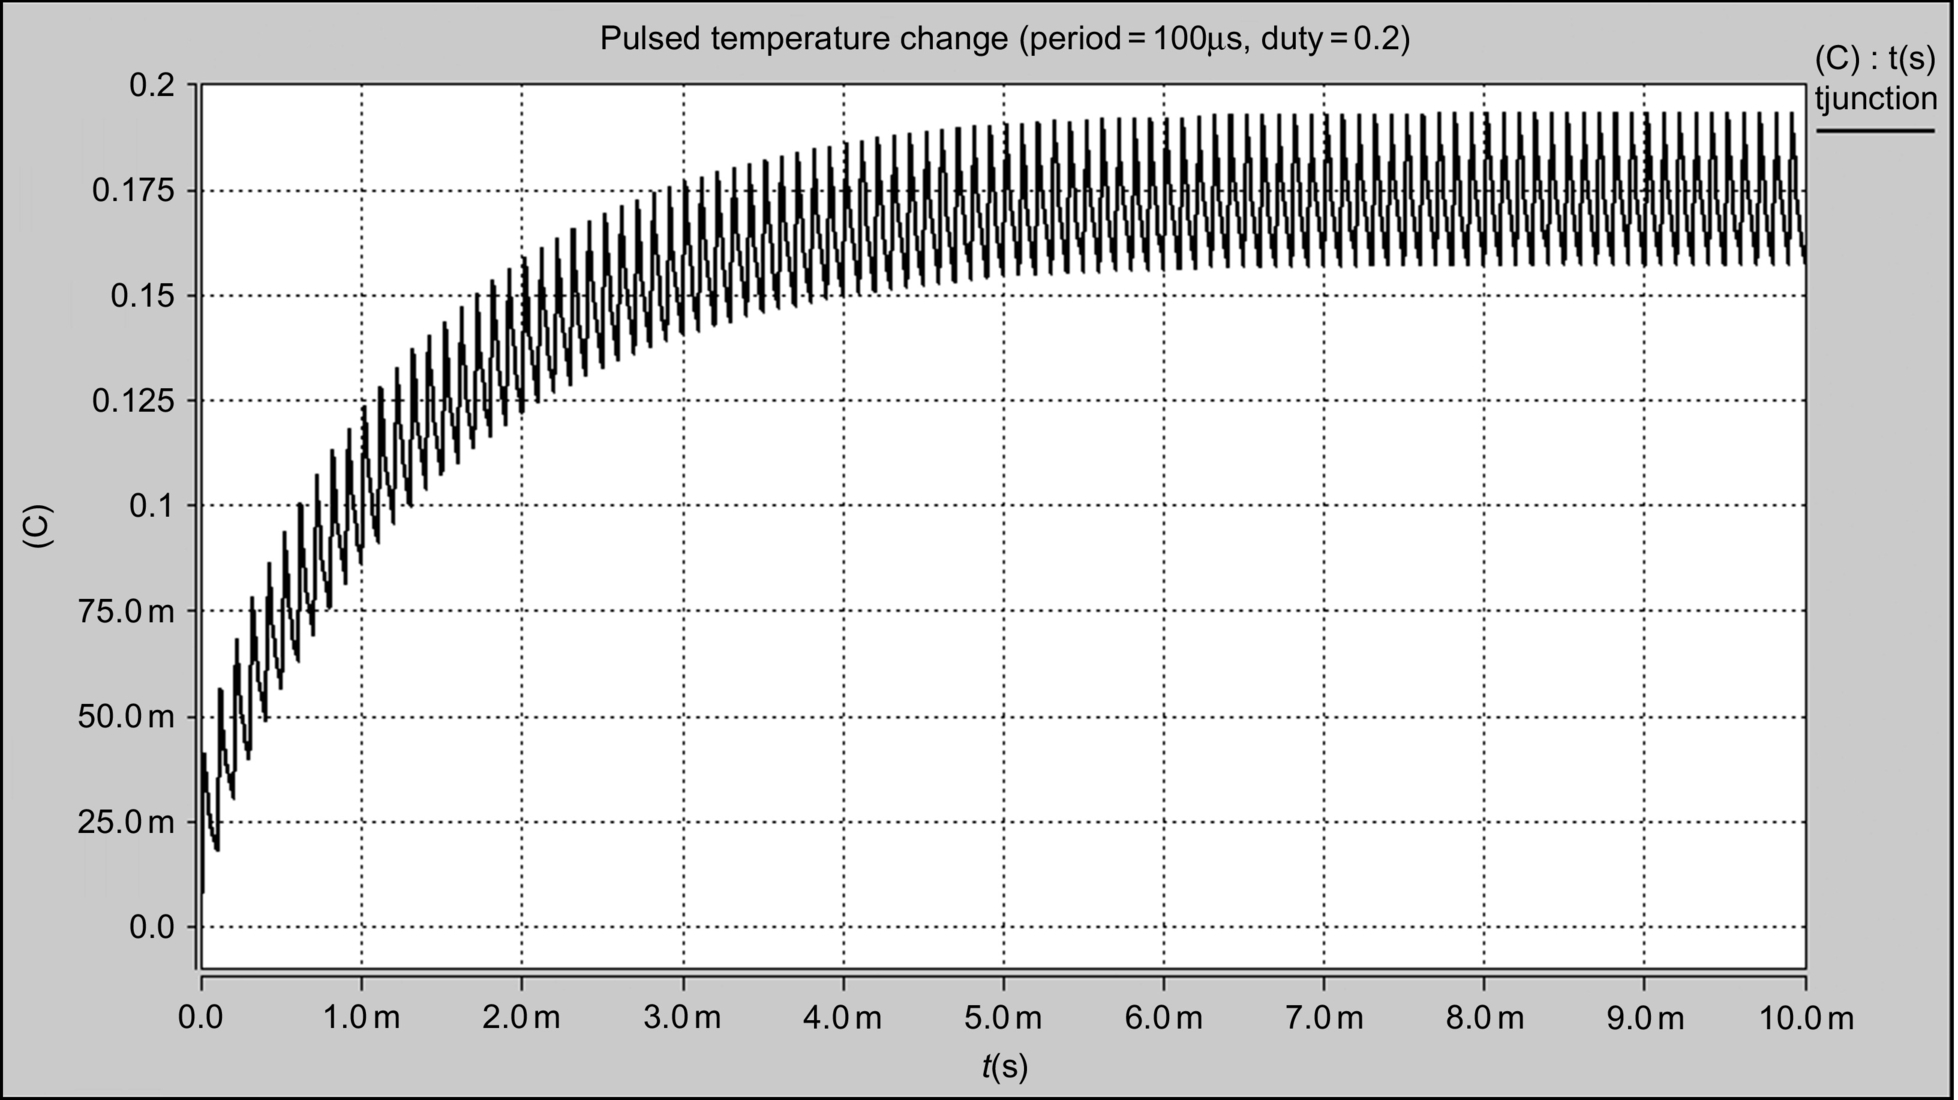 Pulsed temperature change (period = 100µs, duty = 0.2)
(C) : t(s)
tjunction
0.2
0.175
0.15
0.125
0.1
75.0 m
50.0 m
25.0 m
0.0
(C)
0.0 1.0 m 2.0 m 3.0 m 4.0 m 5.0 m 6.0 m 7.0 m 8.0 m 9.0 m 10.0 m
t(s)